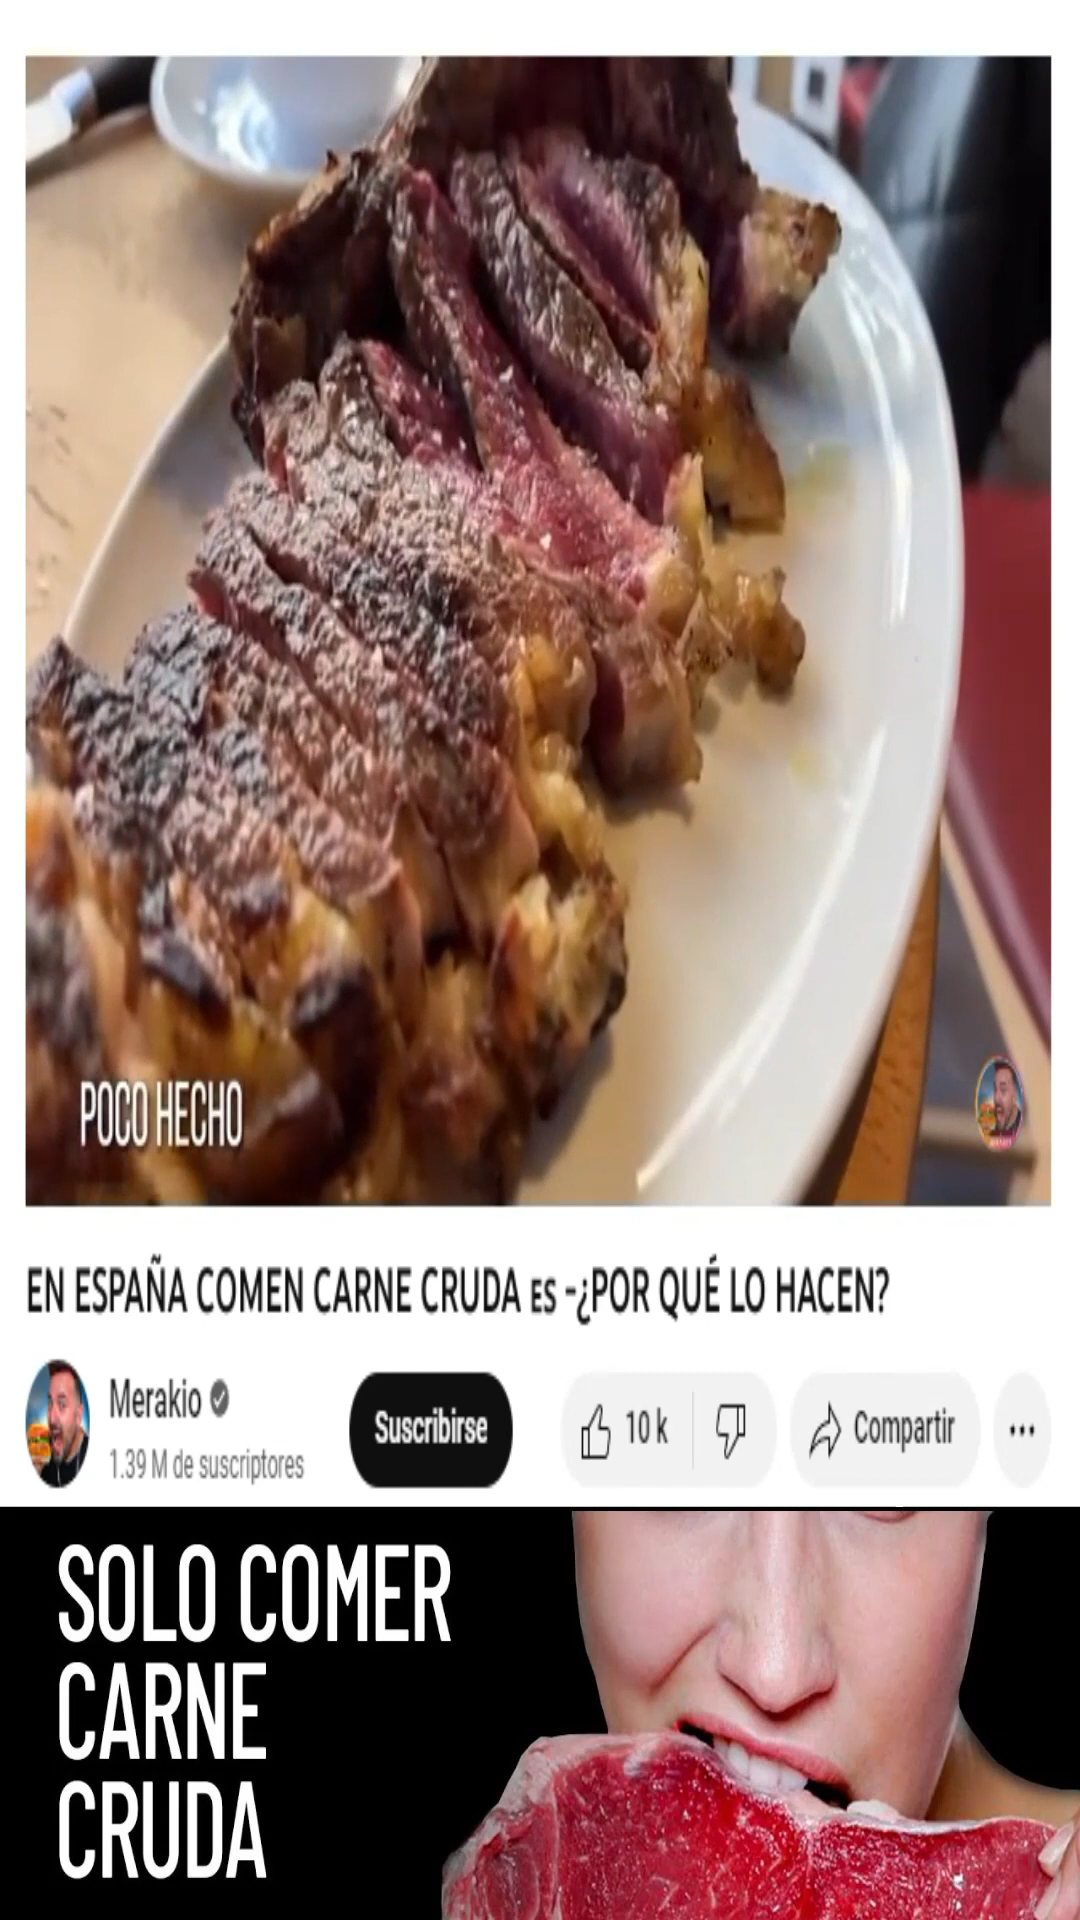 POCO HECHO
EN ESPAÑA COMEN CARNE CRUDA ES -¿POR QUÉ LO HACEN?
Merakio
1.39 M de suscriptores
Suscribirse
10 k
Compartir
SOLO COMER
CARNE
CRUDA